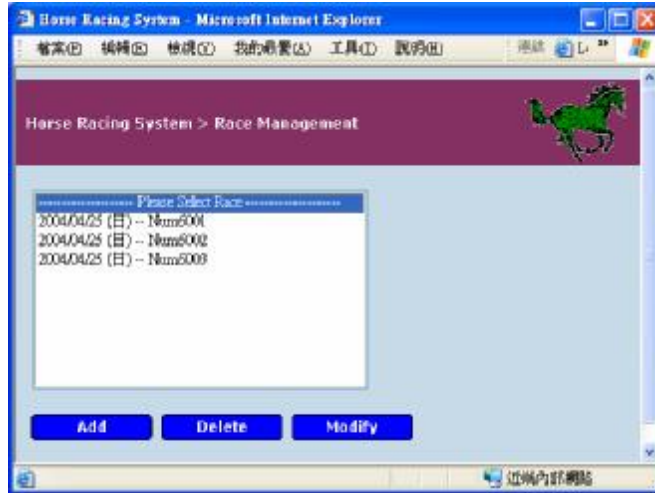 Horse Racing System - Microsoft Internet Explorer
檔案(F) 編輯(E) 檢視(V) 我的最愛(A) 工具(T) 說明(H) 連結 L »
Horse Racing System > Race Management
---------------------- Please Select Race ----------------------
2004/04/25 (日) -- Num6001
2004/04/25 (日) -- Num6002
2004/04/25 (日) -- Num6003
Add Delete Modify
近端內部網路